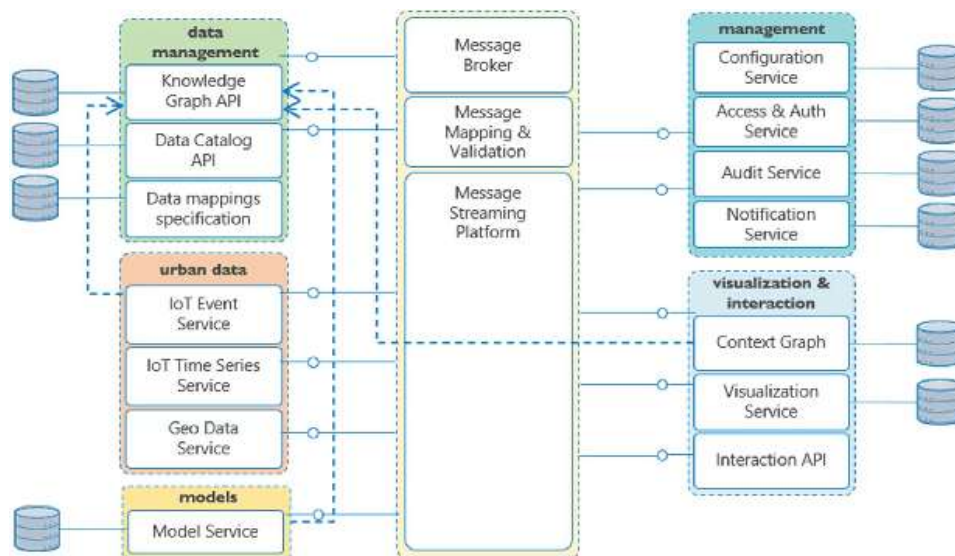 data
management
Knowledge
Graph API
Data Catalog
API
Data mappings
specification
urban data
IoT Event
Service
IoT Time Series
Service
Geo Data
Service
models
Model Service
Message
Broker
Message
Mapping &
Validation
Message
Streaming
Platform
management
Configuration
Service
Access & Auth
Service
Audit Service
Notification
Service
visualization &
interaction
Context Graph
Visualization
Service
Interaction API